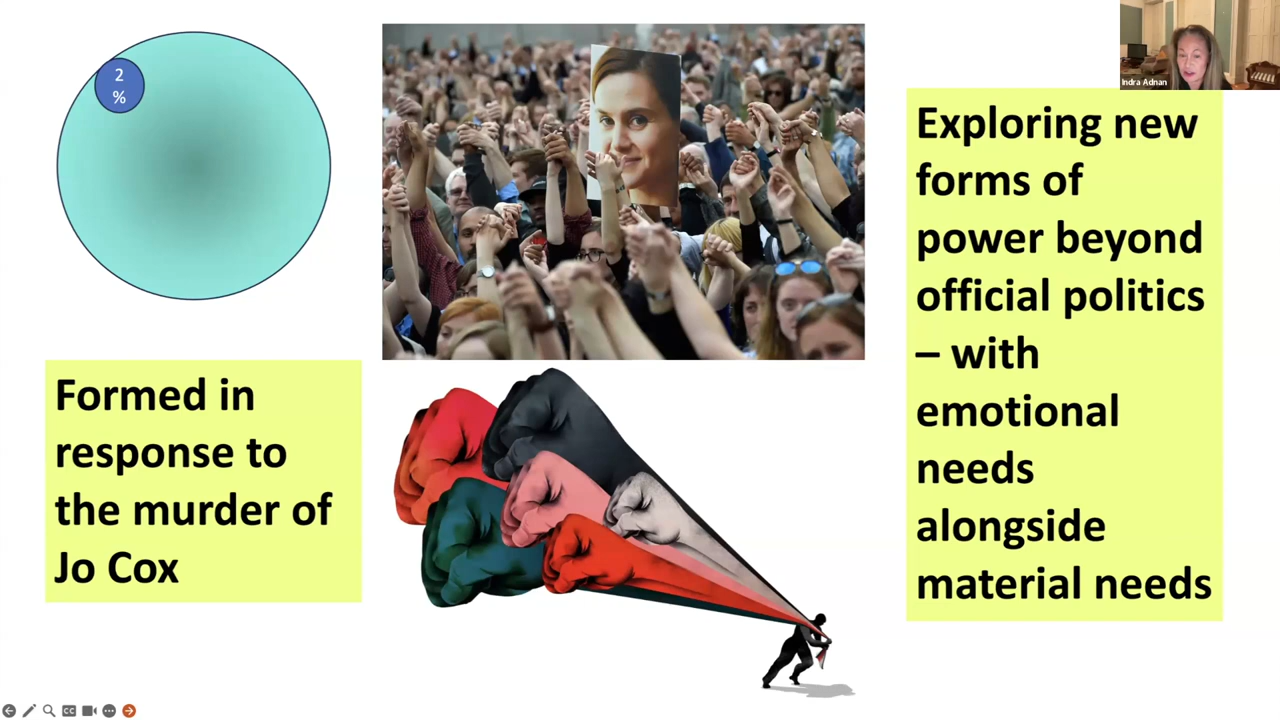 2
%
Indra Adnan
Formed in
response to
the murder of
Jo Cox
Exploring new
forms of
power beyond
official politics
– with
emotional
needs
alongside
material needs
CC